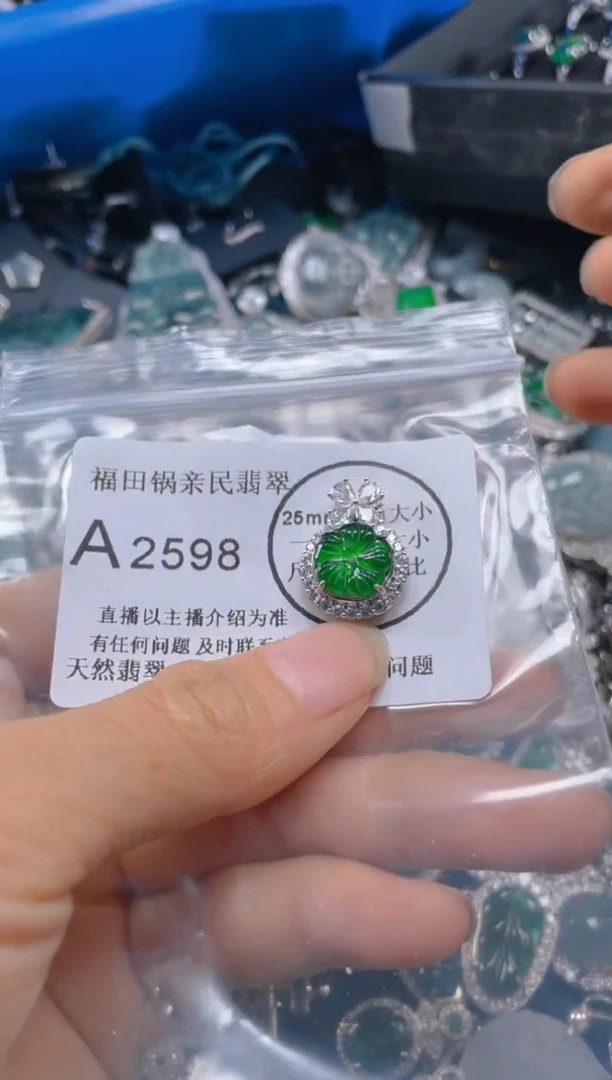 福田锅亲民翡翠
A2598
25m
大小
小
比
直播以主播介绍为准
有任何问题 及时联系
天然翡翠
问题